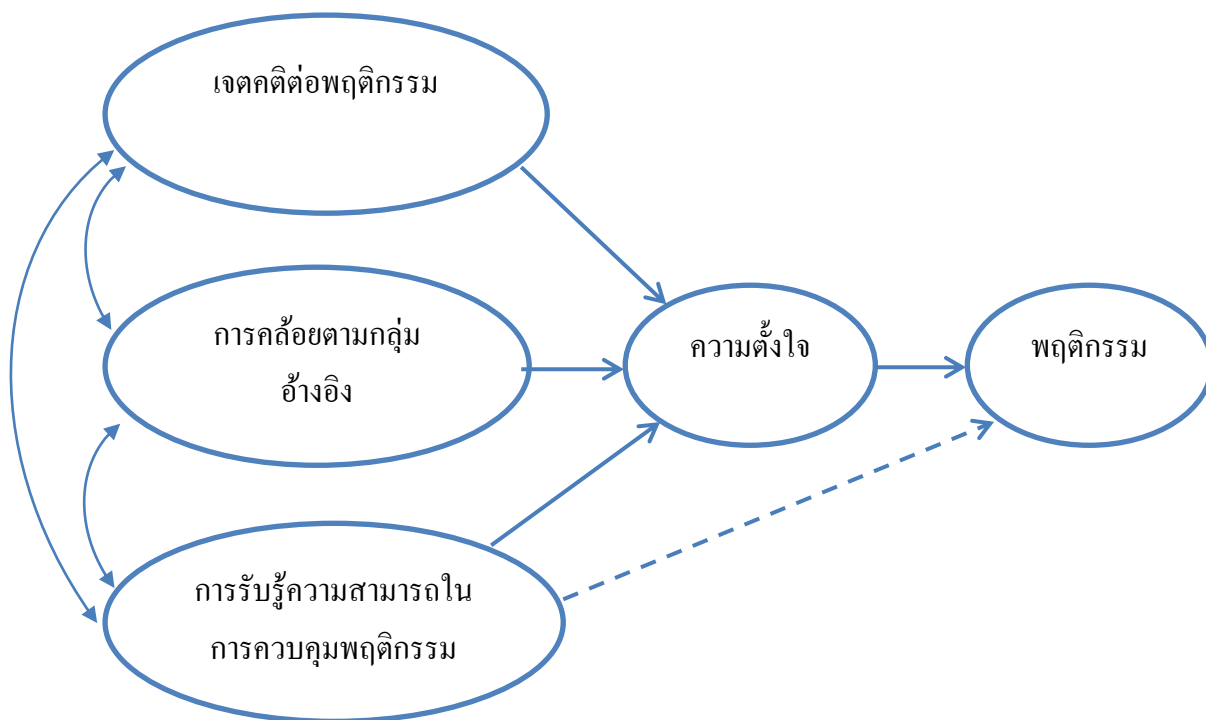 เจตคติต่อพฤติกรรม
การคล้อยตามกลุ่ม
อ้างอิง
ความตั้งใจ
พฤติกรรม
การรับรู้ความสามารถใน
การควบคุมพฤติกรรม